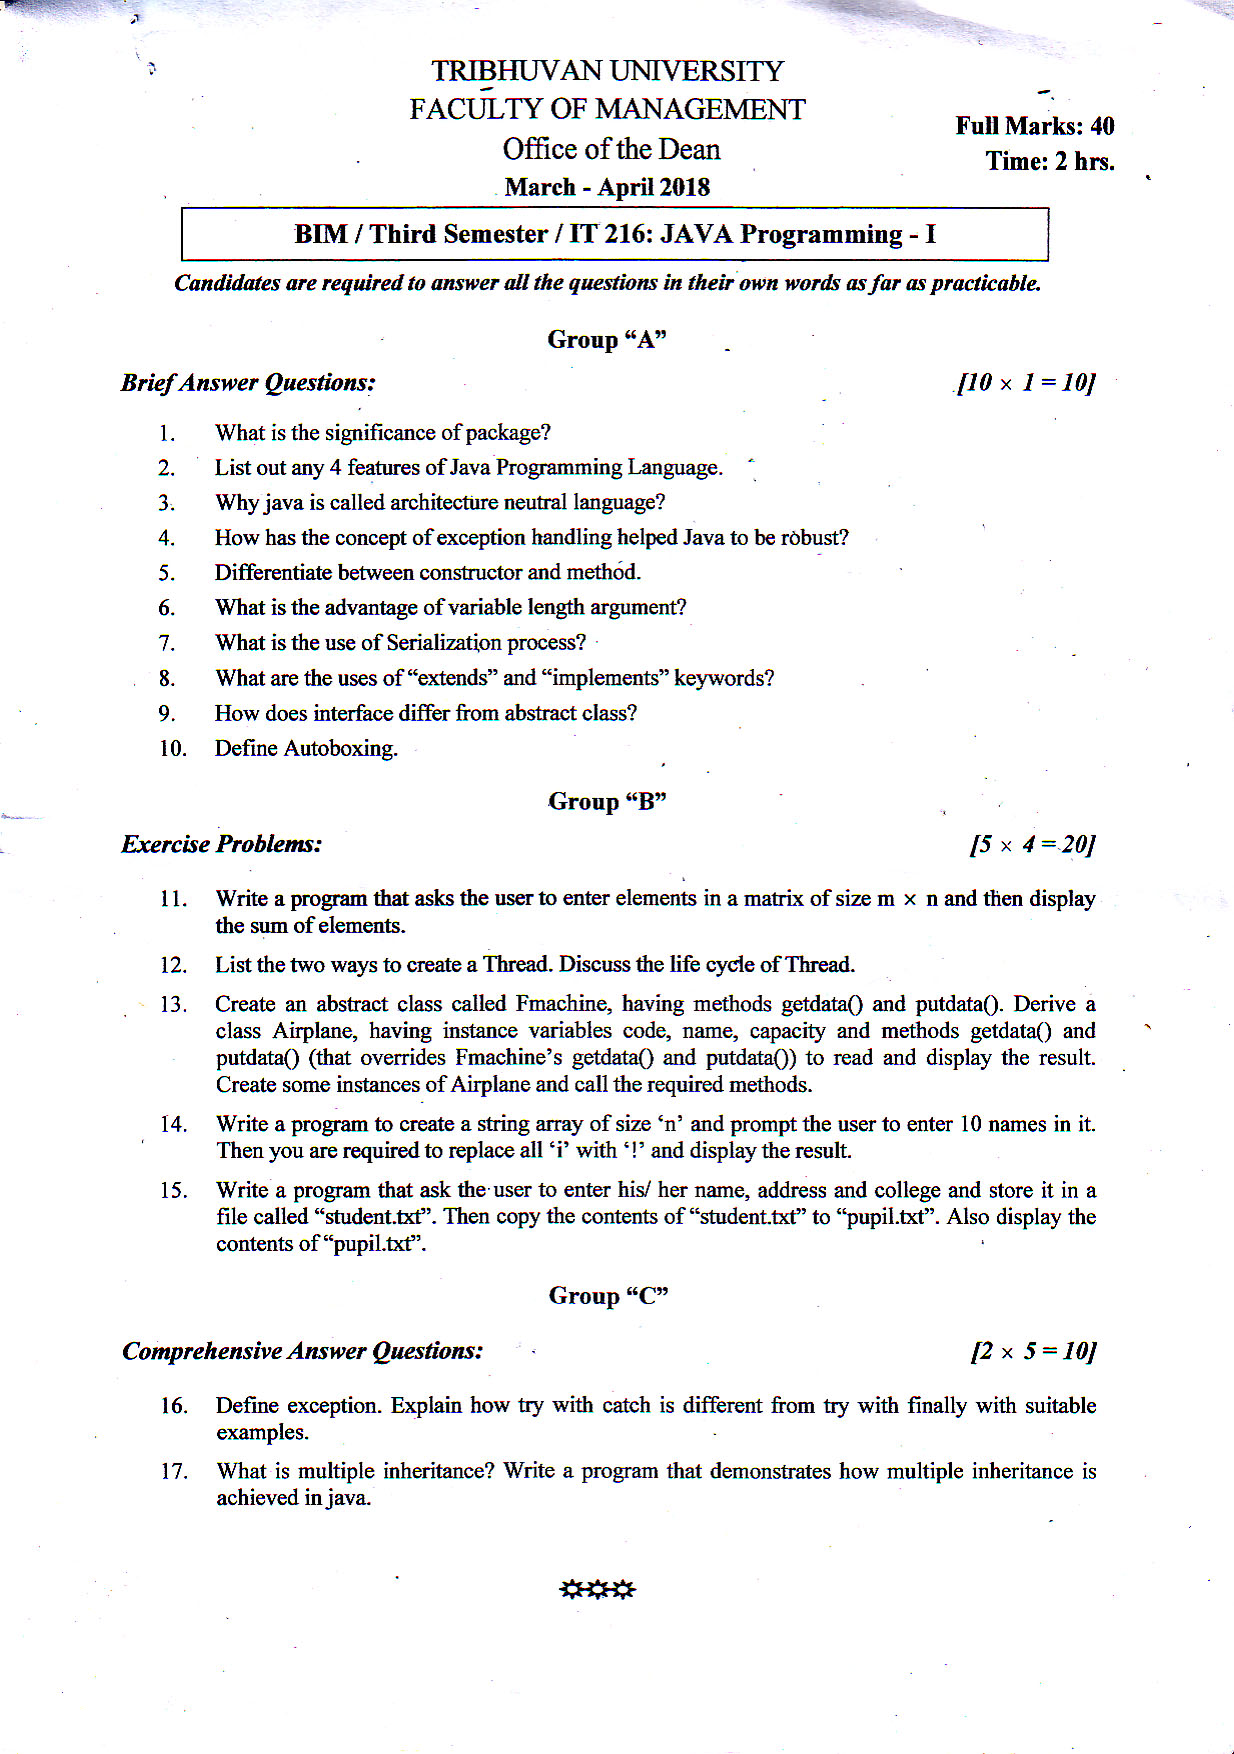 TRIBHUVAN UNIVERSITY
FACULTY OF MANAGEMENT
Office of the Dean
March - April 2018
Full Marks: 40
Time: 2 hrs.
BIM / Third Semester / IT 216: JAVA Programming - I
Candidates are required to answer all the questions in their own words as far as practicable.
Group “A”
Brief Answer Questions: [10 × 1 = 10]
1. What is the significance of package?
2. List out any 4 features of Java Programming Language.
3. Why java is called architecture neutral language?
4. How has the concept of exception handling helped Java to be robust?
5. Differentiate between constructor and method.
6. What is the advantage of variable length argument?
7. What is the use of Serialization process?
8. What are the uses of “extends” and “implements” keywords?
9. How does interface differ from abstract class?
10. Define Autoboxing.
Group “B”
Exercise Problems: [5 × 4 = 20]
11. Write a program that asks the user to enter elements in a matrix of size m × n and then display
the sum of elements.
12. List the two ways to create a Thread. Discuss the life cycle of Thread.
13. Create an abstract class called Fmachine, having methods getdata() and putdata(). Derive a
class Airplane, having instance variables code, name, capacity and methods getdata() and
putdata() (that overrides Fmachine’s getdata() and putdata()) to read and display the result.
Create some instances of Airplane and call the required methods.
14. Write a program to create a string array of size ‘n’ and prompt the user to enter 10 names in it.
Then you are required to replace all ‘i’ with ‘!’ and display the result.
15. Write a program that ask the user to enter his/ her name, address and college and store it in a
file called “student.txt”. Then copy the contents of “student.txt” to “pupil.txt”. Also display the
contents of “pupil.txt”.
Group “C”
Comprehensive Answer Questions: [2 × 5 = 10]
16. Define exception. Explain how try with catch is different from try with finally with suitable
examples.
17. What is multiple inheritance? Write a program that demonstrates how multiple inheritance is
achieved in java.